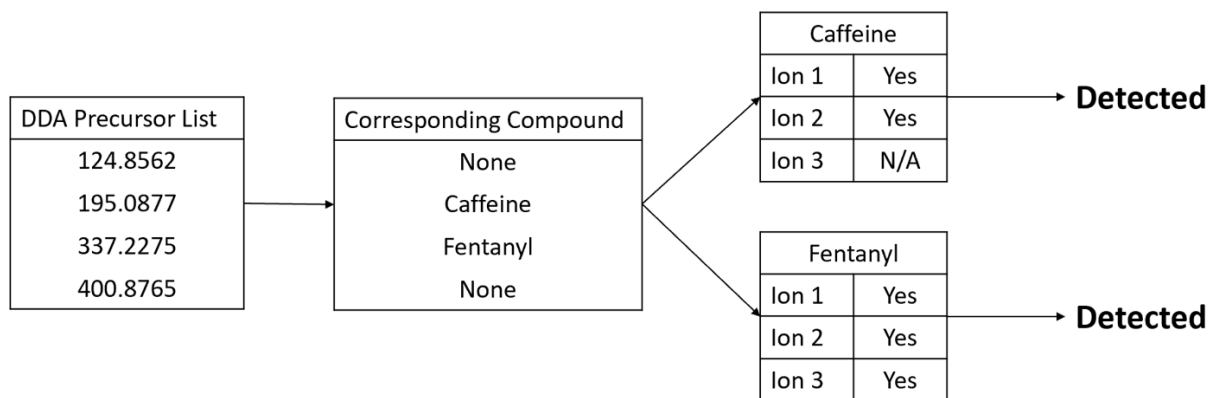 DDA Precursor List
124.8562
195.0877
337.2275
400.8765
Corresponding Compound
None
Caffeine
Fentanyl
None
Caffeine
Ion 1 Yes
Ion 2 Yes
Ion 3 N/A
Detected
Fentanyl
Ion 1 Yes
Ion 2 Yes
Ion 3 Yes
Detected